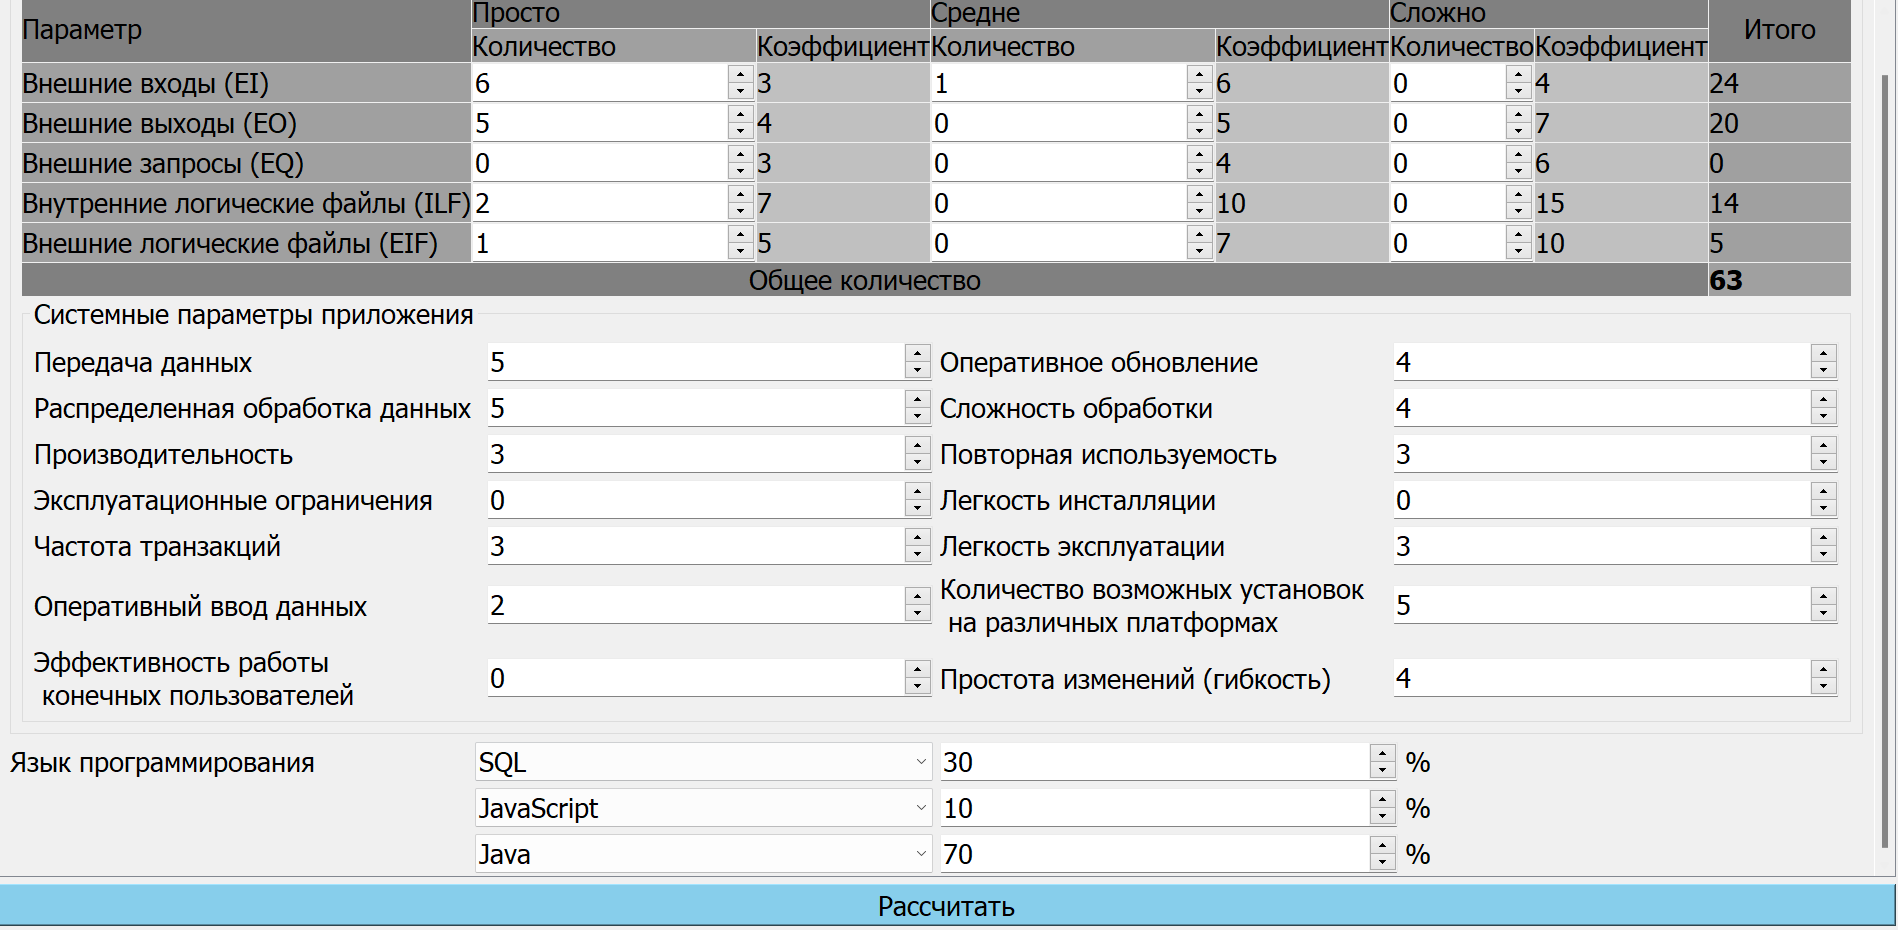 Параметр Просто Средне Сложно Итого
Количество Коэффициент Количество Коэффициент Количество Коэффициент
Внешние входы (EI) 6 3 1 6 0 4 24
Внешние выходы (EO) 5 4 0 5 0 7 20
Внешние запросы (EQ) 0 3 0 4 0 6 0
Внутренние логические файлы (ILF) 2 7 0 10 0 15 14
Внешние логические файлы (EIF) 1 5 0 7 0 10 5
Общее количество 63
Системные параметры приложения
Передача данных 5 Оперативное обновление 4
Распределенная обработка данных 5 Сложность обработки 4
Производительность 3 Повторная используемость 3
Эксплуатационные ограничения 0 Легкость инсталляции 0
Частота транзакций 3 Легкость эксплуатации 3
Оперативный ввод данных 2 Количество возможных установок
на различных платформах 5
Эффективность работы
конечных пользователей 0 Простота изменений (гибкость) 4
Язык программирования SQL 30 %
JavaScript 10 %
Java 70 %
Рассчитать